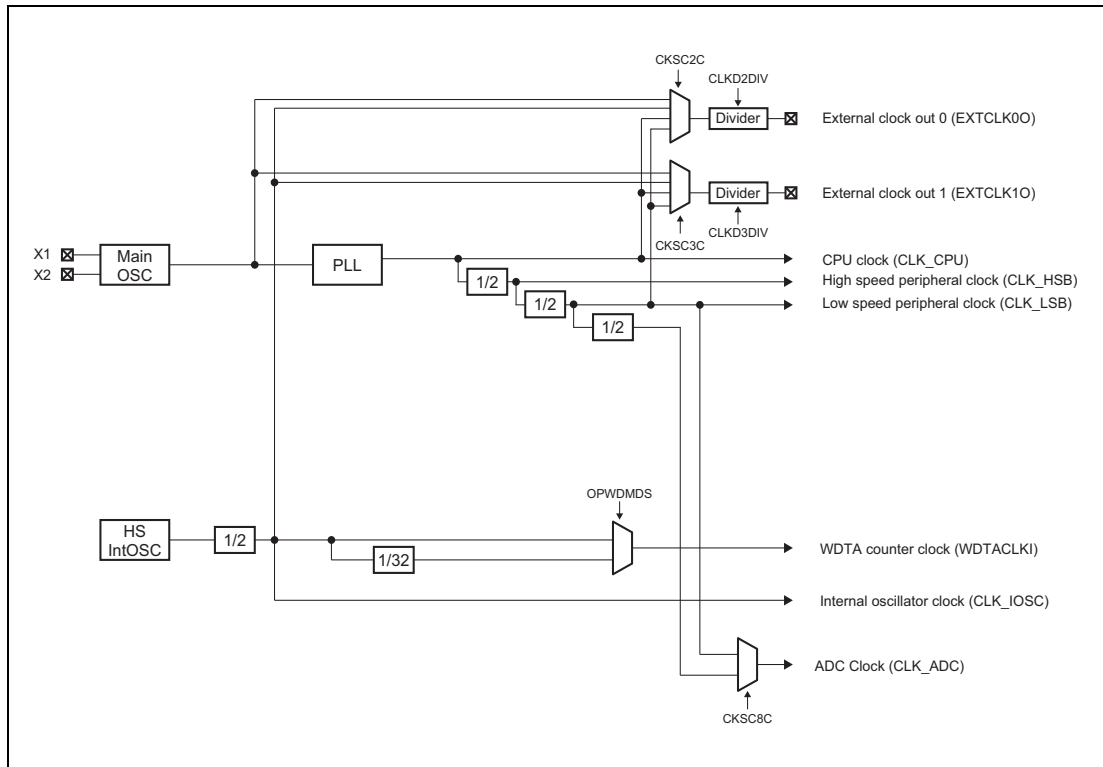 CKSC2C
CLKD2DIV
Divider
External clock out 0 (EXTCLK0O)
Divider
External clock out 1 (EXTCLK1O)
CLKD3DIV
CKSC3C
X1
X2
Main
OSC
PLL
CPU clock (CLK_CPU)
1/2
High speed peripheral clock (CLK_HSB)
1/2
Low speed peripheral clock (CLK_LSB)
1/2
OPWDMDS
HS
IntOSC
1/2
1/32
WDTA counter clock (WDTACLKI)
Internal oscillator clock (CLK_IOSC)
ADC Clock (CLK_ADC)
CKSC8C